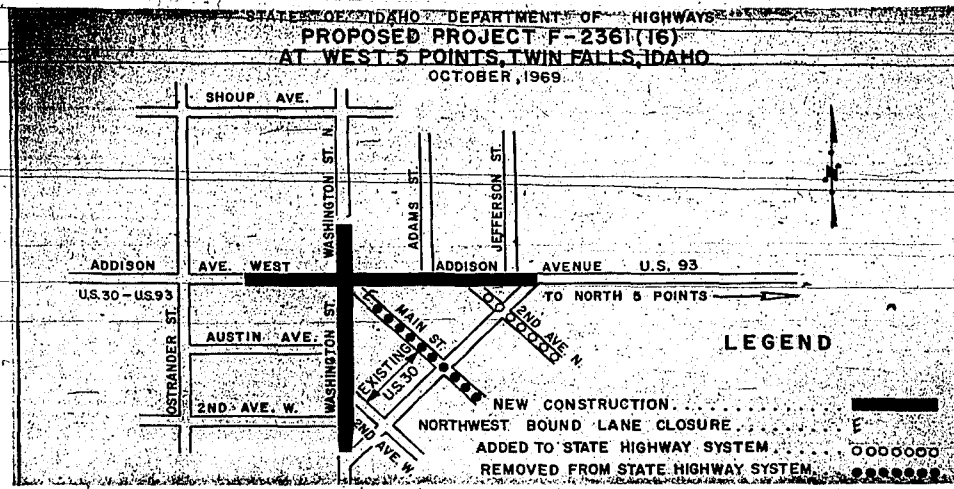 STATE OF IDAHO DEPARTMENT OF HIGHWAYS
PROPOSED PROJECT F-2361(16)
AT WEST 5 POINTS, TWIN FALLS, IDAHO
OCTOBER, 1969
SHOUP AVE.
WASHINGTON ST. N.
ADAMS ST.
JEFFERSON ST.
N
ADDISON AVE. WEST
ADDISON AVENUE U.S. 93
U.S. 30-U.S. 93
TO NORTH 5 POINTS
OSTRANDER ST.
AUSTIN AVE.
WASHINGTON ST.
E
MAIN ST.
2ND AVE. N.
EXISTING
U.S. 30
2ND AVE. W.
2ND AVE. W.
LEGEND
NEW CONSTRUCTION
NORTHWEST BOUND LANE CLOSURE E
ADDED TO STATE HIGHWAY SYSTEM
REMOVED FROM STATE HIGHWAY SYSTEM